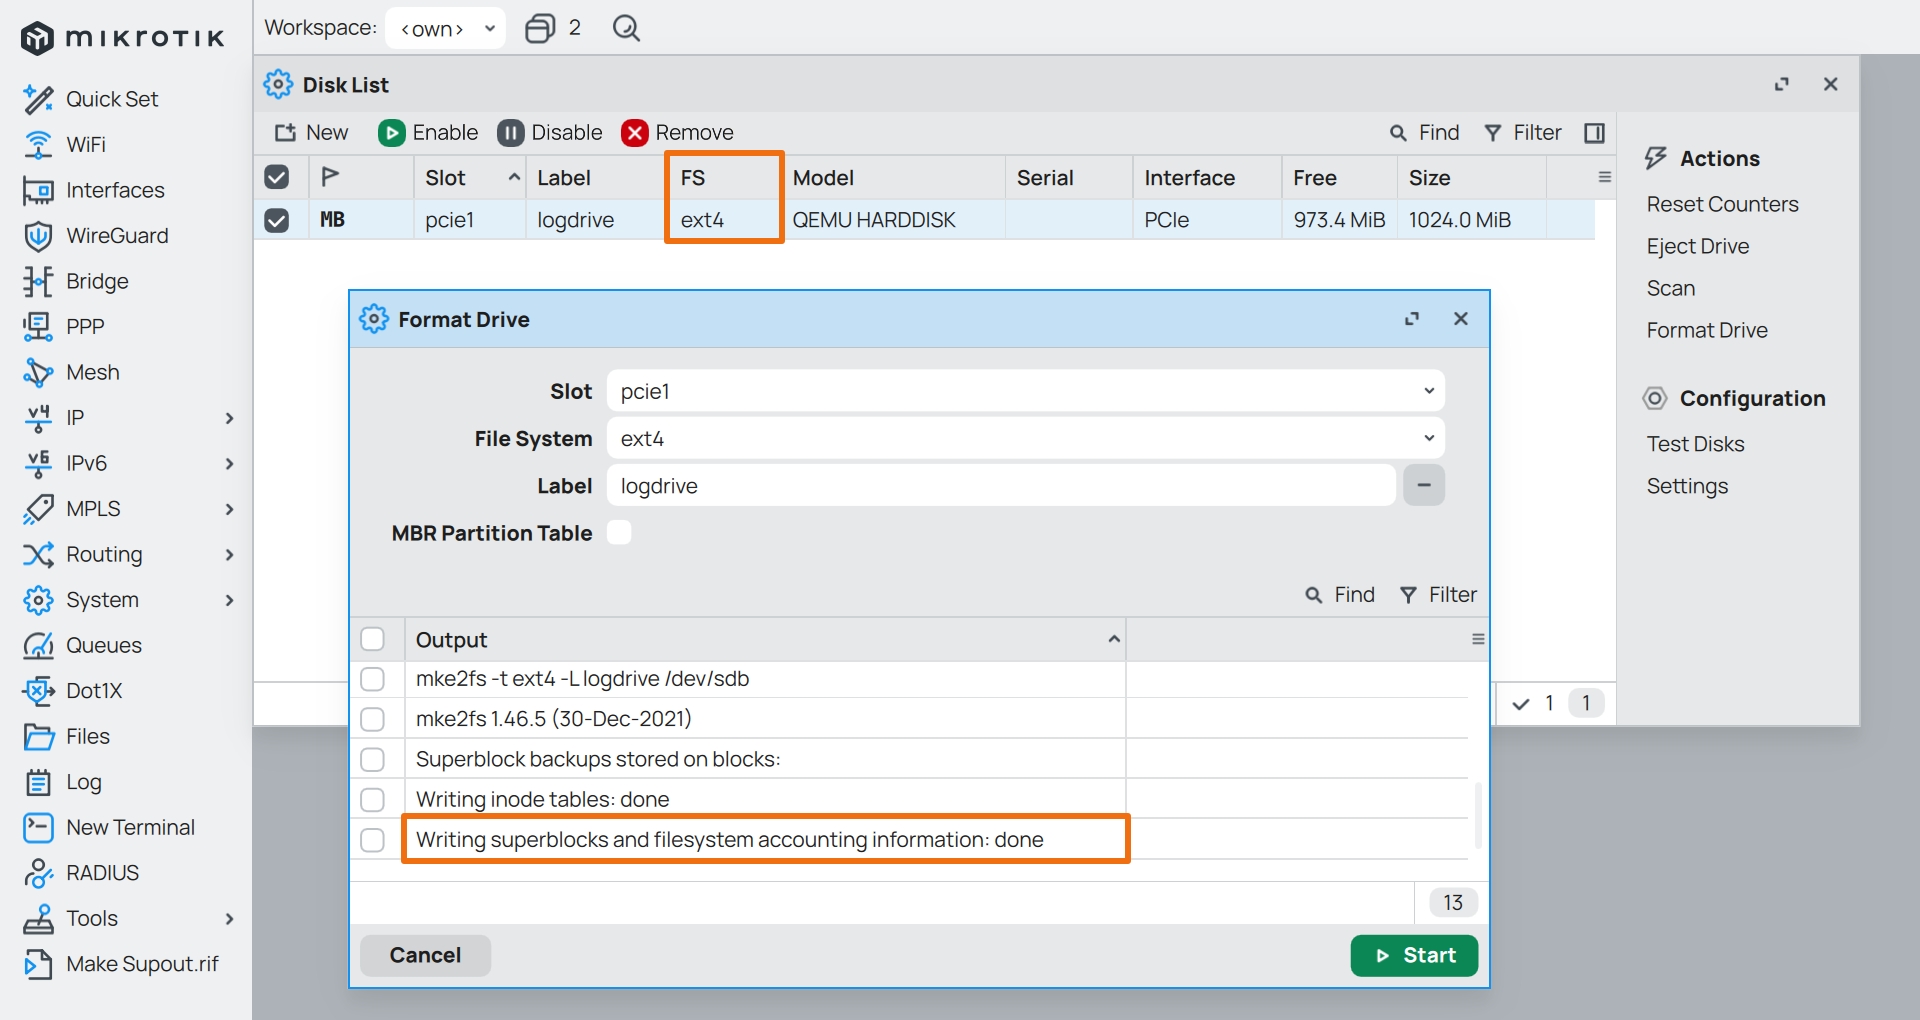 mikrotik
Workspace: <own> 2
Quick Set
WiFi
Interfaces
WireGuard
Bridge
PPP
Mesh
v4 IP
v6 IPv6
MPLS
Routing
System
Queues
Dot1X
Files
Log
New Terminal
RADIUS
Tools
Make Supout.rif
Disk List
New Enable Disable Remove Find Filter
Slot Label FS Model Serial Interface Free Size
MB pcie1 logdrive ext4 QEMU HARDDISK PCIe 973.4 MiB 1024.0 MiB
1 1
Actions
Reset Counters
Eject Drive
Scan
Format Drive
Configuration
Test Disks
Settings
Format Drive
Slot pcie1
File System ext4
Label logdrive
MBR Partition Table
Find Filter
Output
mke2fs -t ext4 -L logdrive /dev/sdb
mke2fs 1.46.5 (30-Dec-2021)
Superblock backups stored on blocks:
Writing inode tables: done
Writing superblocks and filesystem accounting information: done
13
Cancel Start